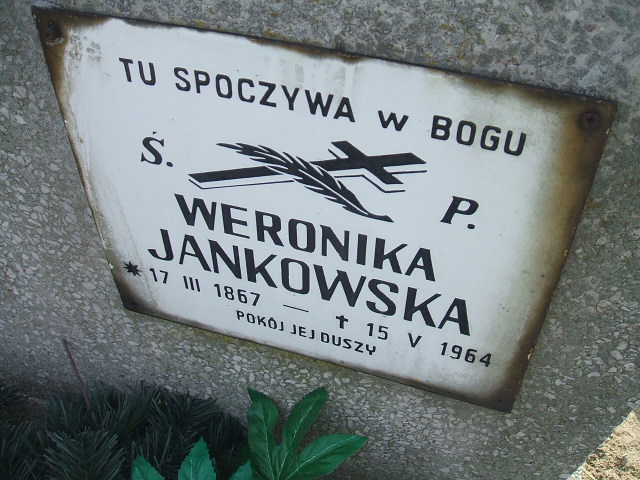 TU SPOCZYWA W BOGU
Ś. P.
WERONIKA
JANKOWSKA
* 17 III 1867 — † 15 V 1964
POKÓJ JEJ DUSZY